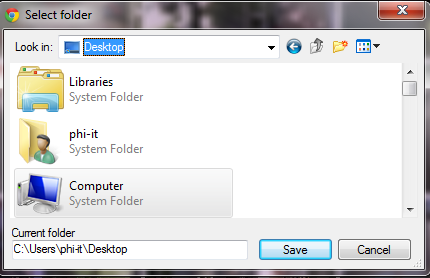 Select folder
Look in: Desktop
Libraries
System Folder
phi-it
System Folder
Computer
System Folder
Current folder
C:\Users\phi-it\Desktop
Save Cancel